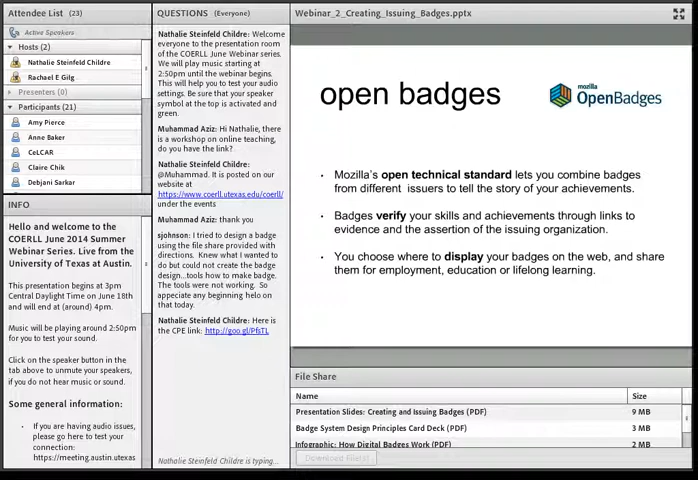 Attendee List (23)
Active Speakers
Hosts (2)
Nathalie Steinfeld Childre
Rachael E Gilg
Presenters (0)
Participants (21)
Amy Pierce
Anne Baker
CeLCAR
Claire Chik
Debjani Sarkar
INFO
Hello and welcome to the
COERLL June 2014 Summer
Webinar Series. Live from the
University of Texas at Austin.
This presentation begins at 3pm
Central Daylight Time on June 18th
and will end at (around) 4pm.
Music will be playing around 2:50pm
for you to test your sound.
Click on the speaker button in the
tab above to unmute your speakers,
if you do not hear music or sound.
Some general information:
• If you are having audio issues,
please go here to test your
connection:
https://meeting.austin.utexas
QUESTIONS (Everyone)
Nathalie Steinfeld Childre: Welcome
everyone to the presentation room
of the COERLL June Webinar series.
We will play music starting at
2:50pm until the webinar begins.
This will help you to test your audio
settings. Be sure that your speaker
symbol at the top is activated and
green.
Muhammad Aziz: Hi Nathalie, there
is a workshop on online teaching,
do you have the link?
Nathalie Steinfeld Childre:
@Muhammad. It is posted on our
website at
https://www.coerll.utexas.edu/coerll/
under the events
Muhammad Aziz: thank you
sjohnson: I tried to design a badge
using the file share provided with
directions. Knew what I wanted to
do but could not create the badge
design...tools how to make badge.
The tools were not working. So
appeciate any beginning help on
that today.
Nathalie Steinfeld Childre: Here is
the CPE link: http://goo.gl/PfsTL
Nathalie Steinfeld Childre is typing...
Webinar_2_Creating_Issuing_Badges.pptx
open badges
mozilla
OpenBadges
• Mozilla's open technical standard lets you combine badges
from different issuers to tell the story of your achievements.
• Badges verify your skills and achievements through links to
evidence and the assertion of the issuing organization.
• You choose where to display your badges on the web, and share
them for employment, education or lifelong learning.
File Share
Name Size
Presentation Slides: Creating and Issuing Badges (PDF) 9 MB
Badge System Design Principles Card Deck (PDF) 3 MB
Infographic: How Digital Badges Work (PDF) 2 MB
Download File(s)